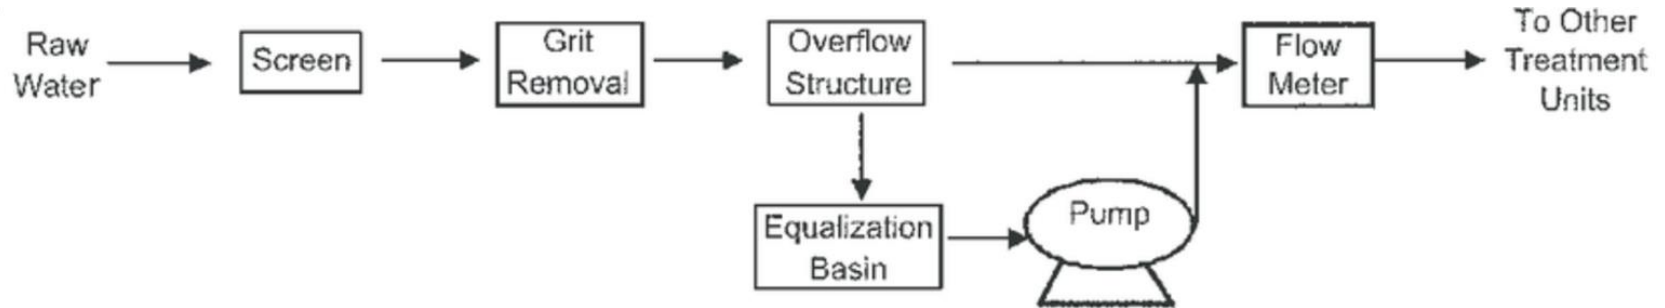 Raw
Water
Screen
Grit
Removal
Overflow
Structure
Flow
Meter
To Other
Treatment
Units
Equalization
Basin
Pump